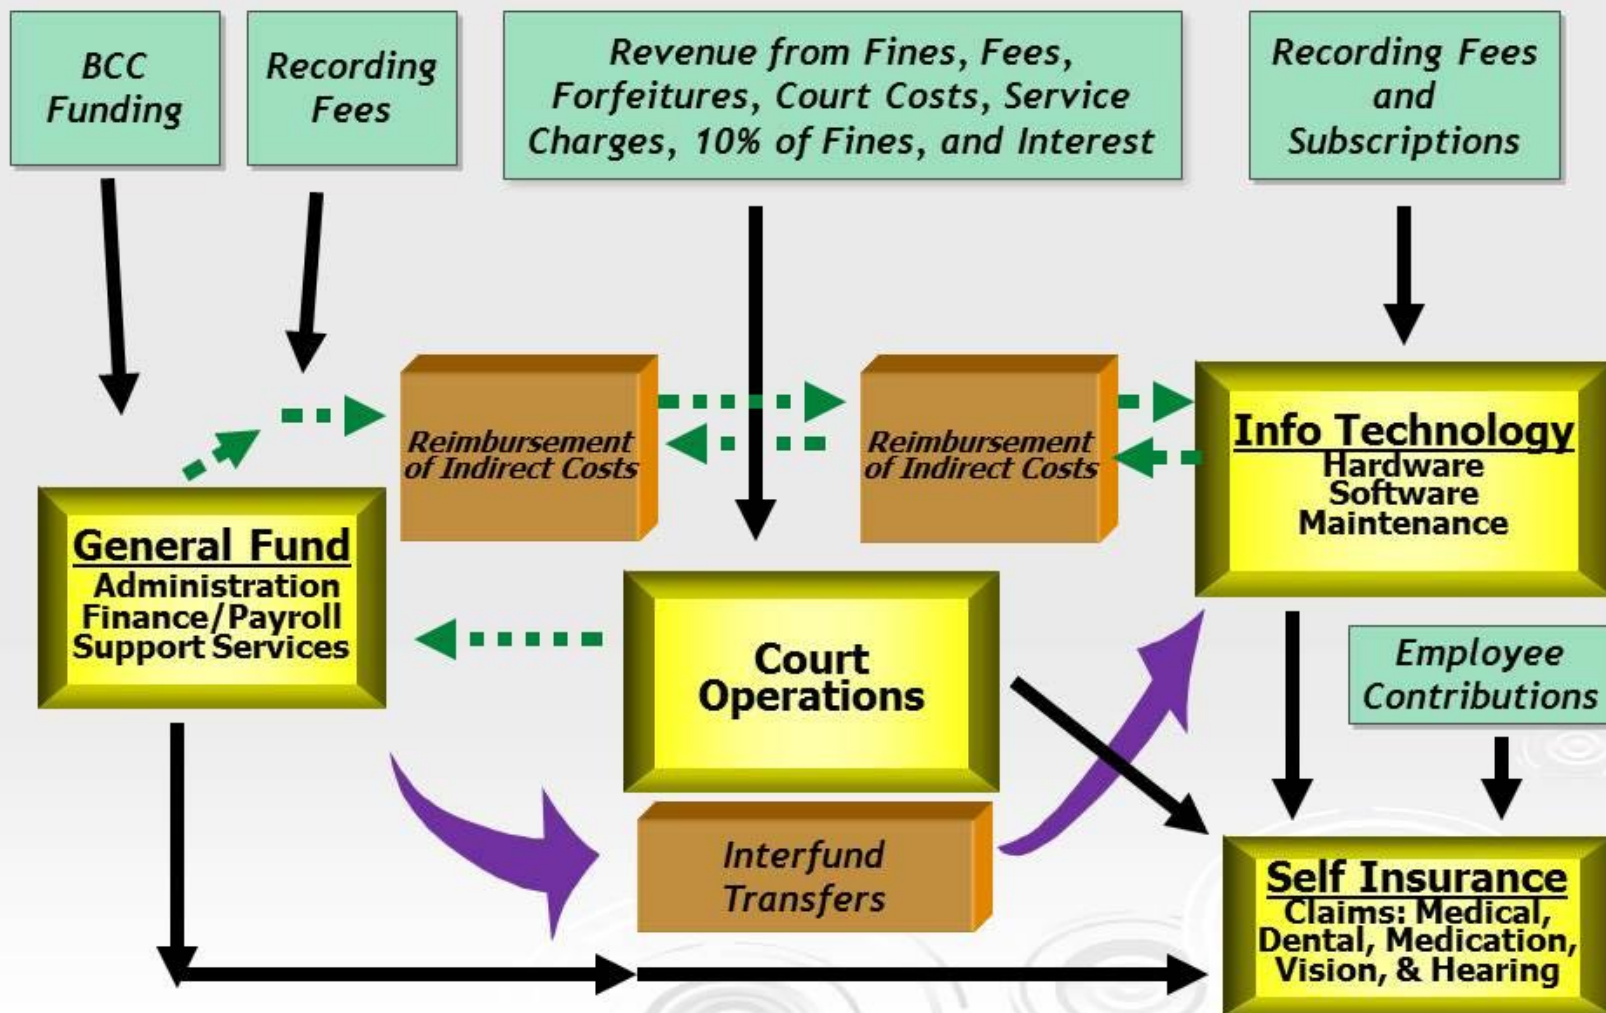 BCC
Funding
Recording
Fees
Revenue from Fines, Fees,
Forfeitures, Court Costs, Service
Charges, 10% of Fines, and Interest
Recording Fees
and
Subscriptions
Reimbursement
of Indirect Costs
Reimbursement
of Indirect Costs
Info Technology
Hardware
Software
Maintenance
General Fund
Administration
Finance/Payroll
Support Services
Court
Operations
Employee
Contributions
Interfund
Transfers
Self Insurance
Claims: Medical,
Dental, Medication,
Vision, & Hearing